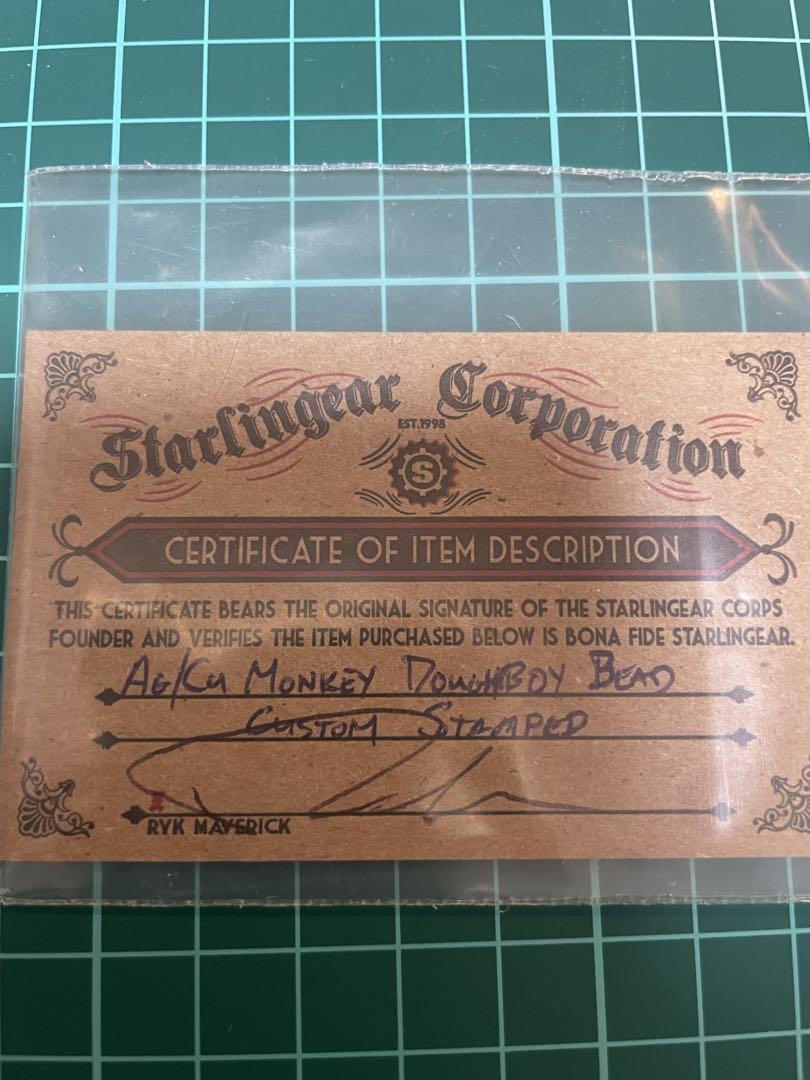 Starlingear Corporation
EST.1998
S
CERTIFICATE OF ITEM DESCRIPTION
THIS CERTIFICATE BEARS THE ORIGINAL SIGNATURE OF THE STARLINGEAR CORPS
FOUNDER AND VERIFIES THE ITEM PURCHASED BELOW IS BONA FIDE STARLINGEAR.
AG/CU MONKEY DOUGHBOY BEAD
CUSTOM STAMPED
X
RYK MAVERICK